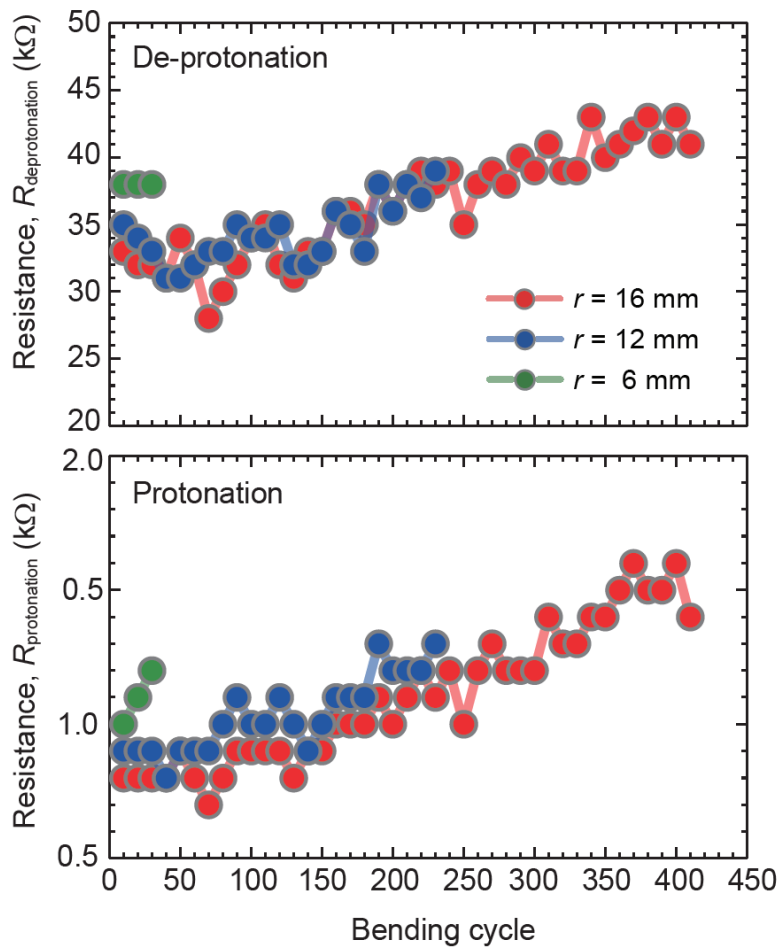 50
45
40
35
30
25
20
Resistance, R_deprotonation (kΩ)
De-protonation
r = 16 mm
r = 12 mm
r = 6 mm
2.0
0.5
1.0
0.5
Resistance, R_protonation (kΩ)
Protonation
0 50 100 150 200 250 300 350 400 450
Bending cycle